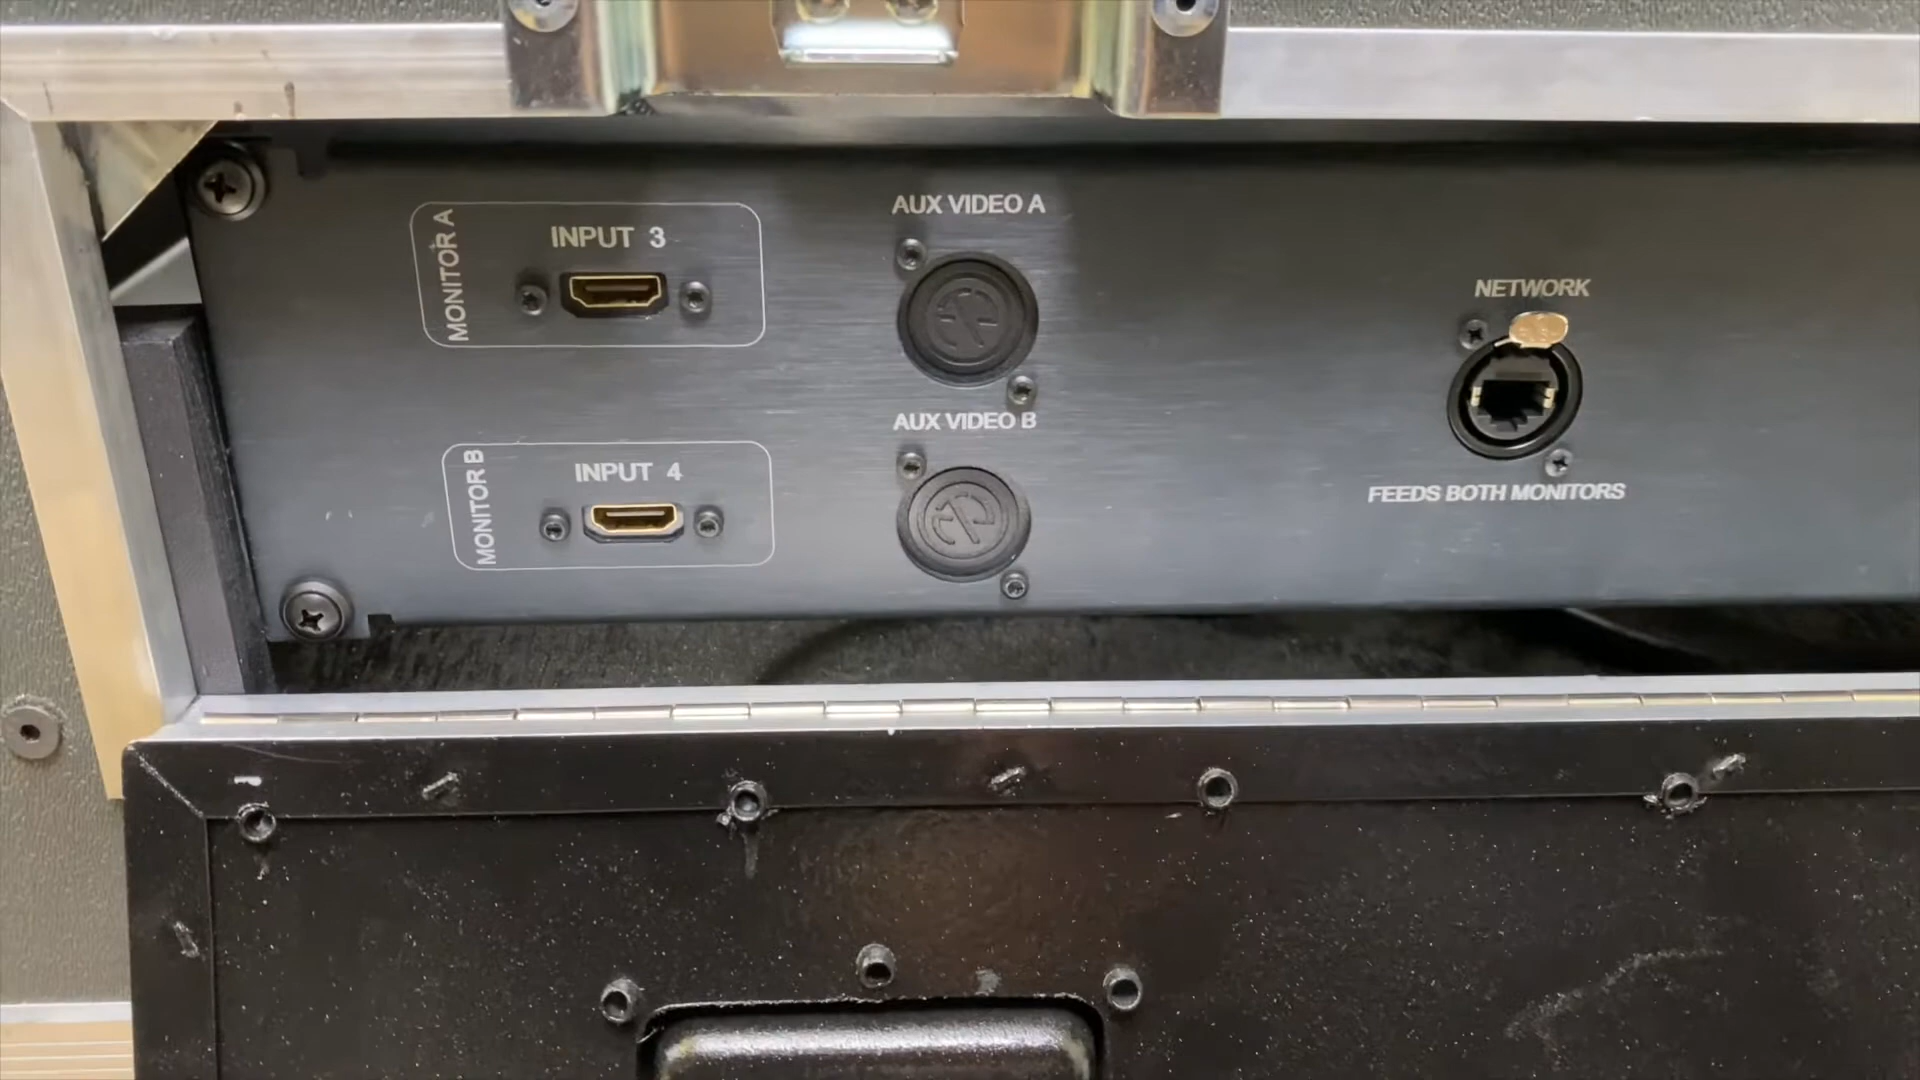 MONITOR A
INPUT 3
AUX VIDEO A
NETWORK
FEEDS BOTH MONITORS
AUX VIDEO B
MONITOR B
INPUT 4